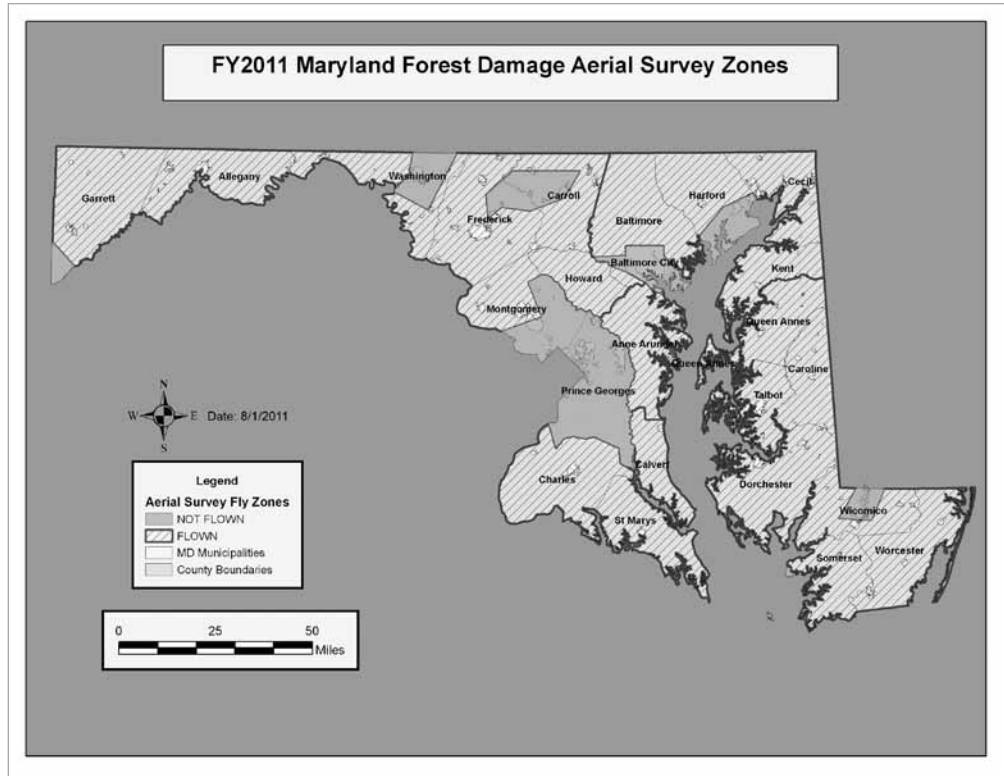 FY2011 Maryland Forest Damage Aerial Survey Zones
Garrett
Allegany
Washington
Frederick
Carroll
Baltimore
Harford
Cecil
Baltimore City
Howard
Kent
Montgomery
Anne Arundel
Queen Annes
Queen Annes
Caroline
Prince Georges
Talbot
Charles
Calvert
Dorchester
St Marys
Wicomico
Somerset
Worcester
N
W E
S
Date: 8/1/2011
Legend
Aerial Survey Fly Zones
NOT FLOWN
FLOWN
MD Municipalities
County Boundaries
0 25 50
Miles